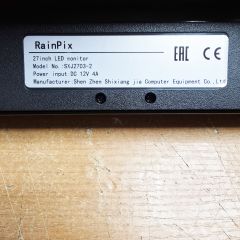 RainPix
27inch LED monitor
Model No.:SXJ2703-2
Power input DC 12V 4A
Manufacturer Shen Zhen Shixiang jia Computer Equipment Co.,Ltd
EAC CE